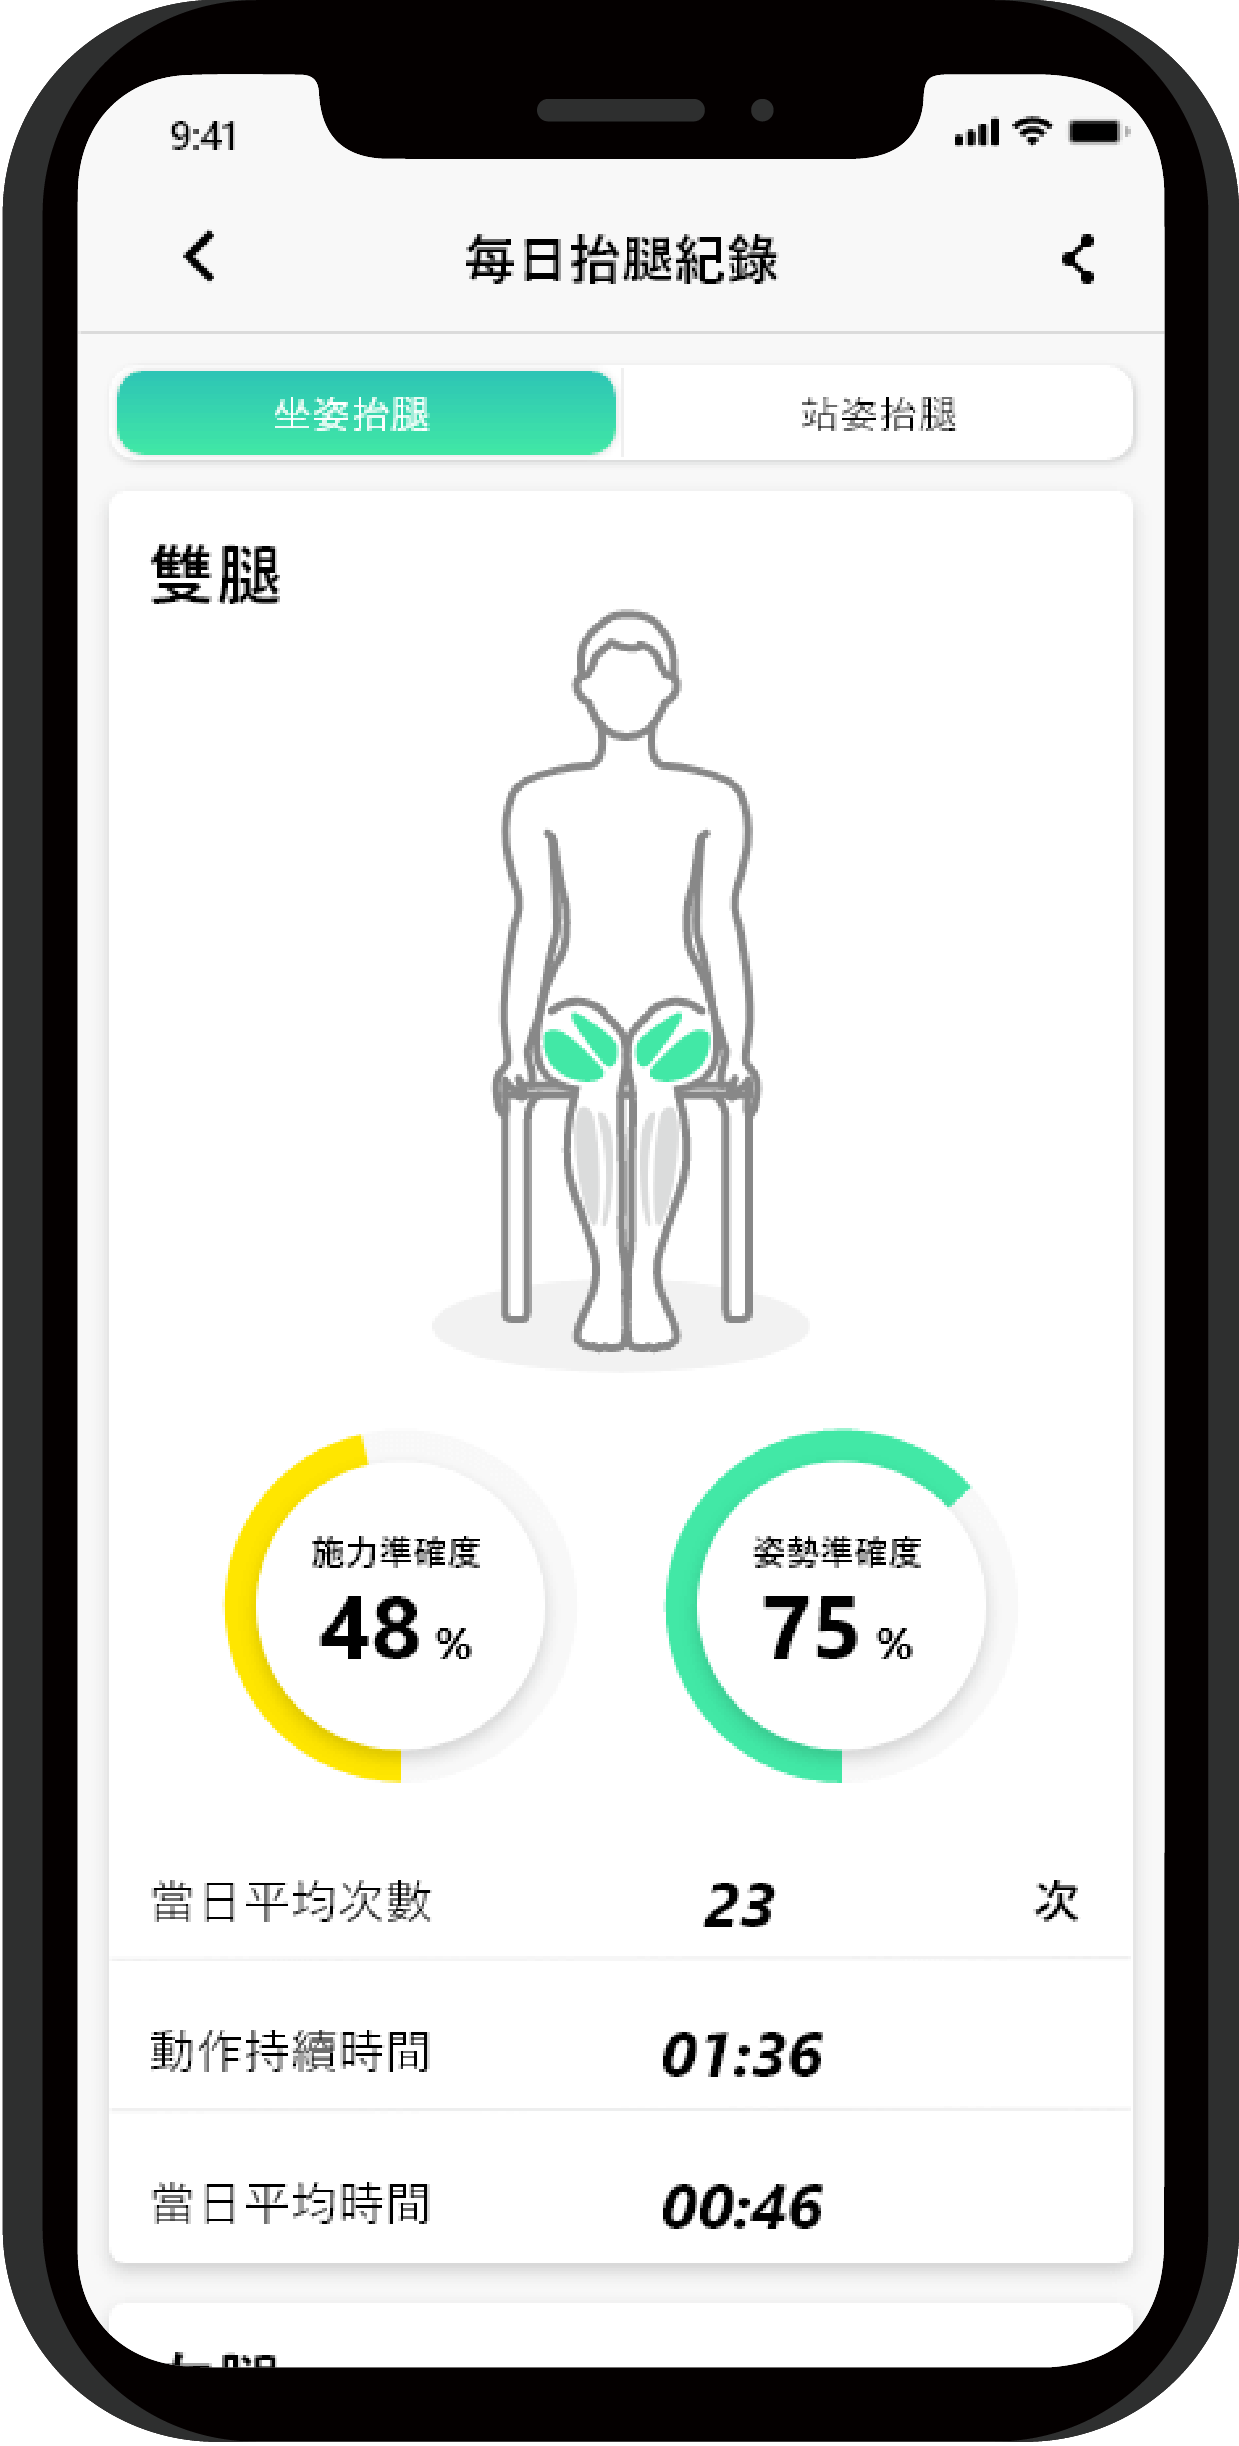 9:41
每日抬腿紀錄
坐姿抬腿 站姿抬腿
雙腿
施力準確度 姿勢準確度
48 % 75 %
當日平均次數 23 次
動作持續時間 01:36
當日平均時間 00:46